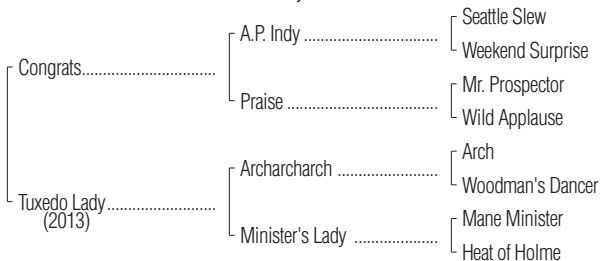 Seattle Slew
A.P. Indy ..............................
Weekend Surprise
Congrats..............................
Mr. Prospector
Praise ..................................
Wild Applause
Arch
Archarcharch ......................
Woodman's Dancer
Tuxedo Lady........................
(2013)
Mane Minister
Minister's Lady ..................
Heat of Holme